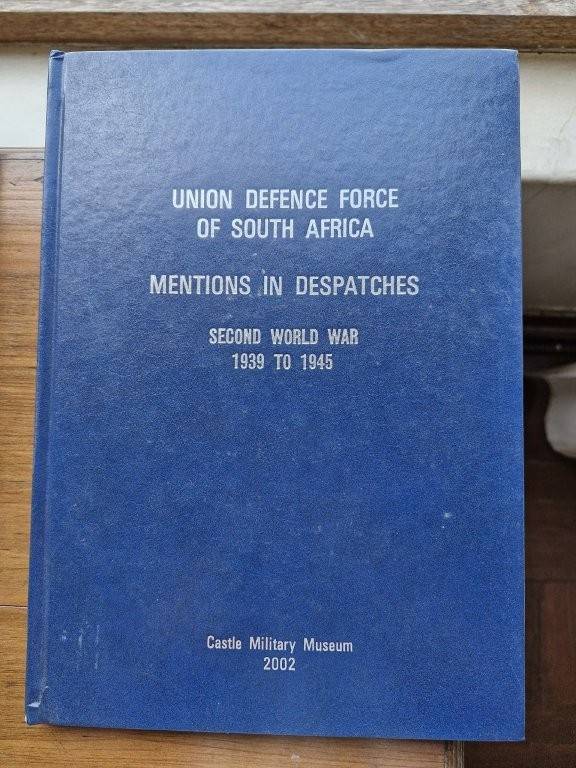 UNION DEFENCE FORCE
OF SOUTH AFRICA
MENTIONS IN DESPATCHES
SECOND WORLD WAR
1939 TO 1945
Castle Military Museum
2002